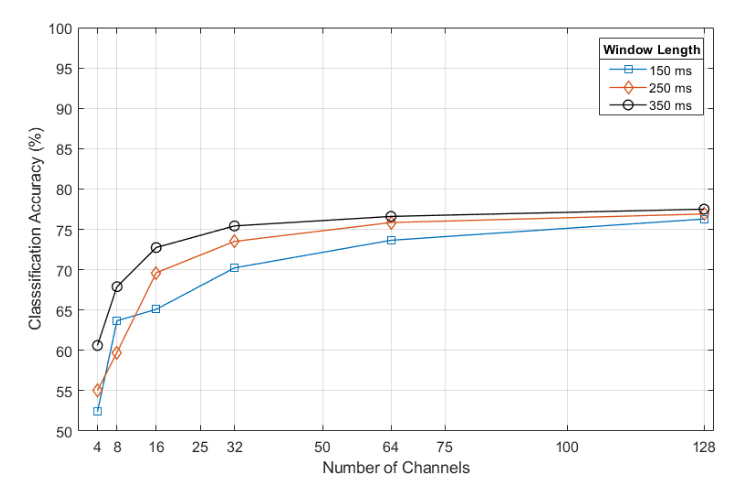 100
95
90
85
80
75
70
65
60
55
50
Classsification Accuracy (%)
Window Length
150 ms
250 ms
350 ms
4 8 16 25 32 50 64 75 100 128
Number of Channels